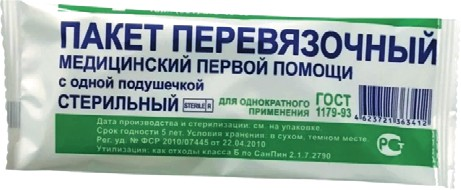 ПАКЕТ ПЕРЕВЯЗОЧНЫЙ
МЕДИЦИНСКИЙ ПЕРВОЙ ПОМОЩИ
с одной подушечкой
СТЕРИЛЬНЫЙ STERILE R ДЛЯ ОДНОКРАТНОГО ПРИМЕНЕНИЯ ГОСТ 1179-93
4623721363412
Дата производства и стерилизации: см. на упаковке.
Срок годности 5 лет. Условия хранения: в сухом, темном месте.
Рег. уд. № ФСР 2010/07445 от 22.04.2010
Утилизация: как отходы класса Б по СанПин 2.1.7.2790
РСТ